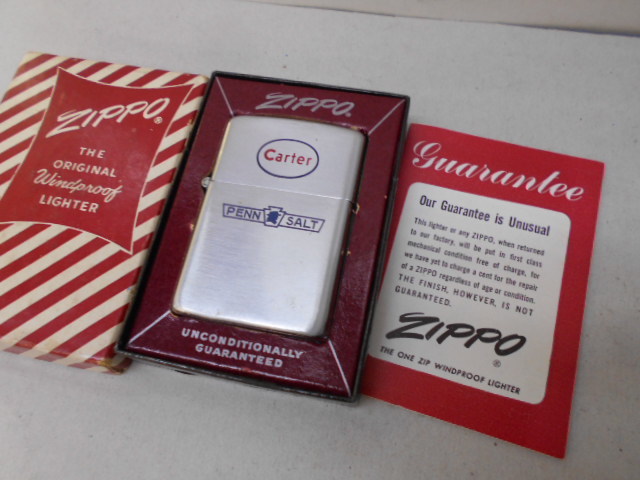 ZIPPO®
THE
ORIGINAL
Windproof
LIGHTER
ZIPPO®
Carter
PENN SALT
UNCONDITIONALLY
GUARANTEED
Guarantee
Our Guarantee is Unusual
This lighter or any ZIPPO, when returned
to our factory, will be put in first class
mechanical condition free of charge, for
we have yet to charge a cent for the repair
of a ZIPPO regardless of age or condition.
THE FINISH, HOWEVER, IS NOT
GUARANTEED.
ZIPPO®
THE ONE ZIP WINDPROOF LIGHTER